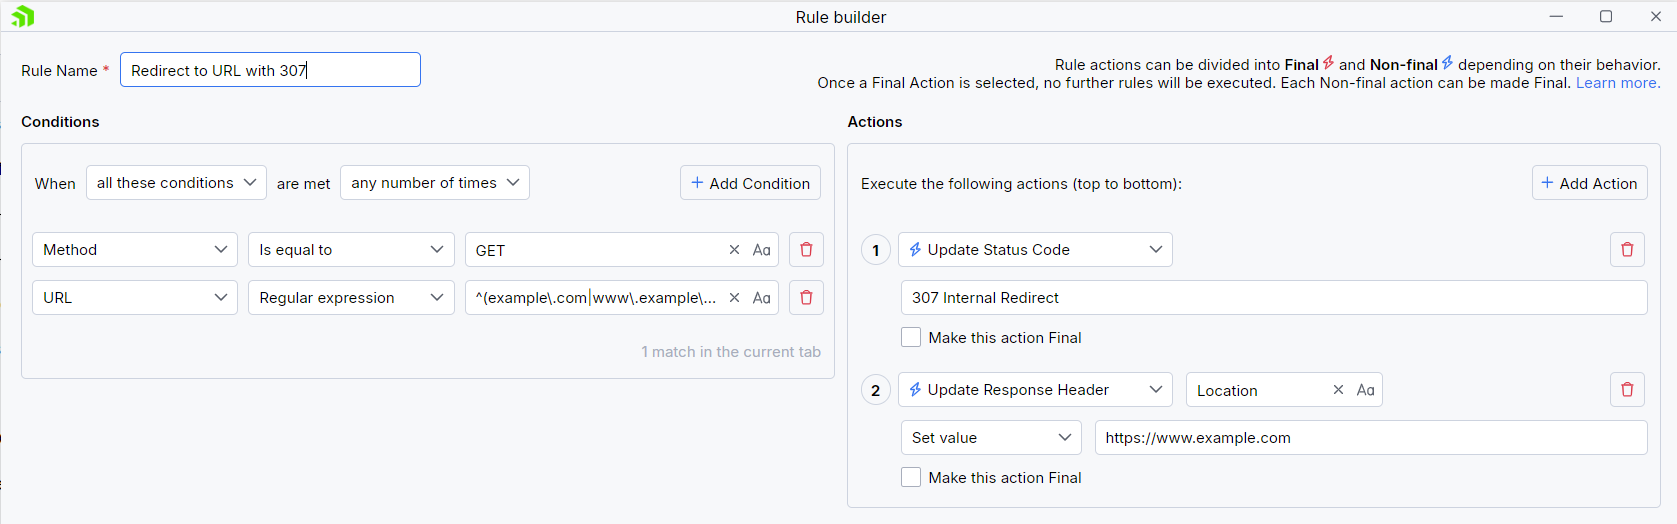 Rule builder
Rule Name * Redirect to URL with 307
Rule actions can be divided into Final and Non-final depending on their behavior.
Once a Final Action is selected, no further rules will be executed. Each Non-final action can be made Final. Learn more.
Conditions
When all these conditions are met any number of times + Add Condition
Method Is equal to GET Aa
URL Regular expression ^(example\.com|www\.example\... Aa
1 match in the current tab
Actions
Execute the following actions (top to bottom): + Add Action
1 Update Status Code
307 Internal Redirect
Make this action Final
2 Update Response Header Location Aa
Set value https://www.example.com
Make this action Final